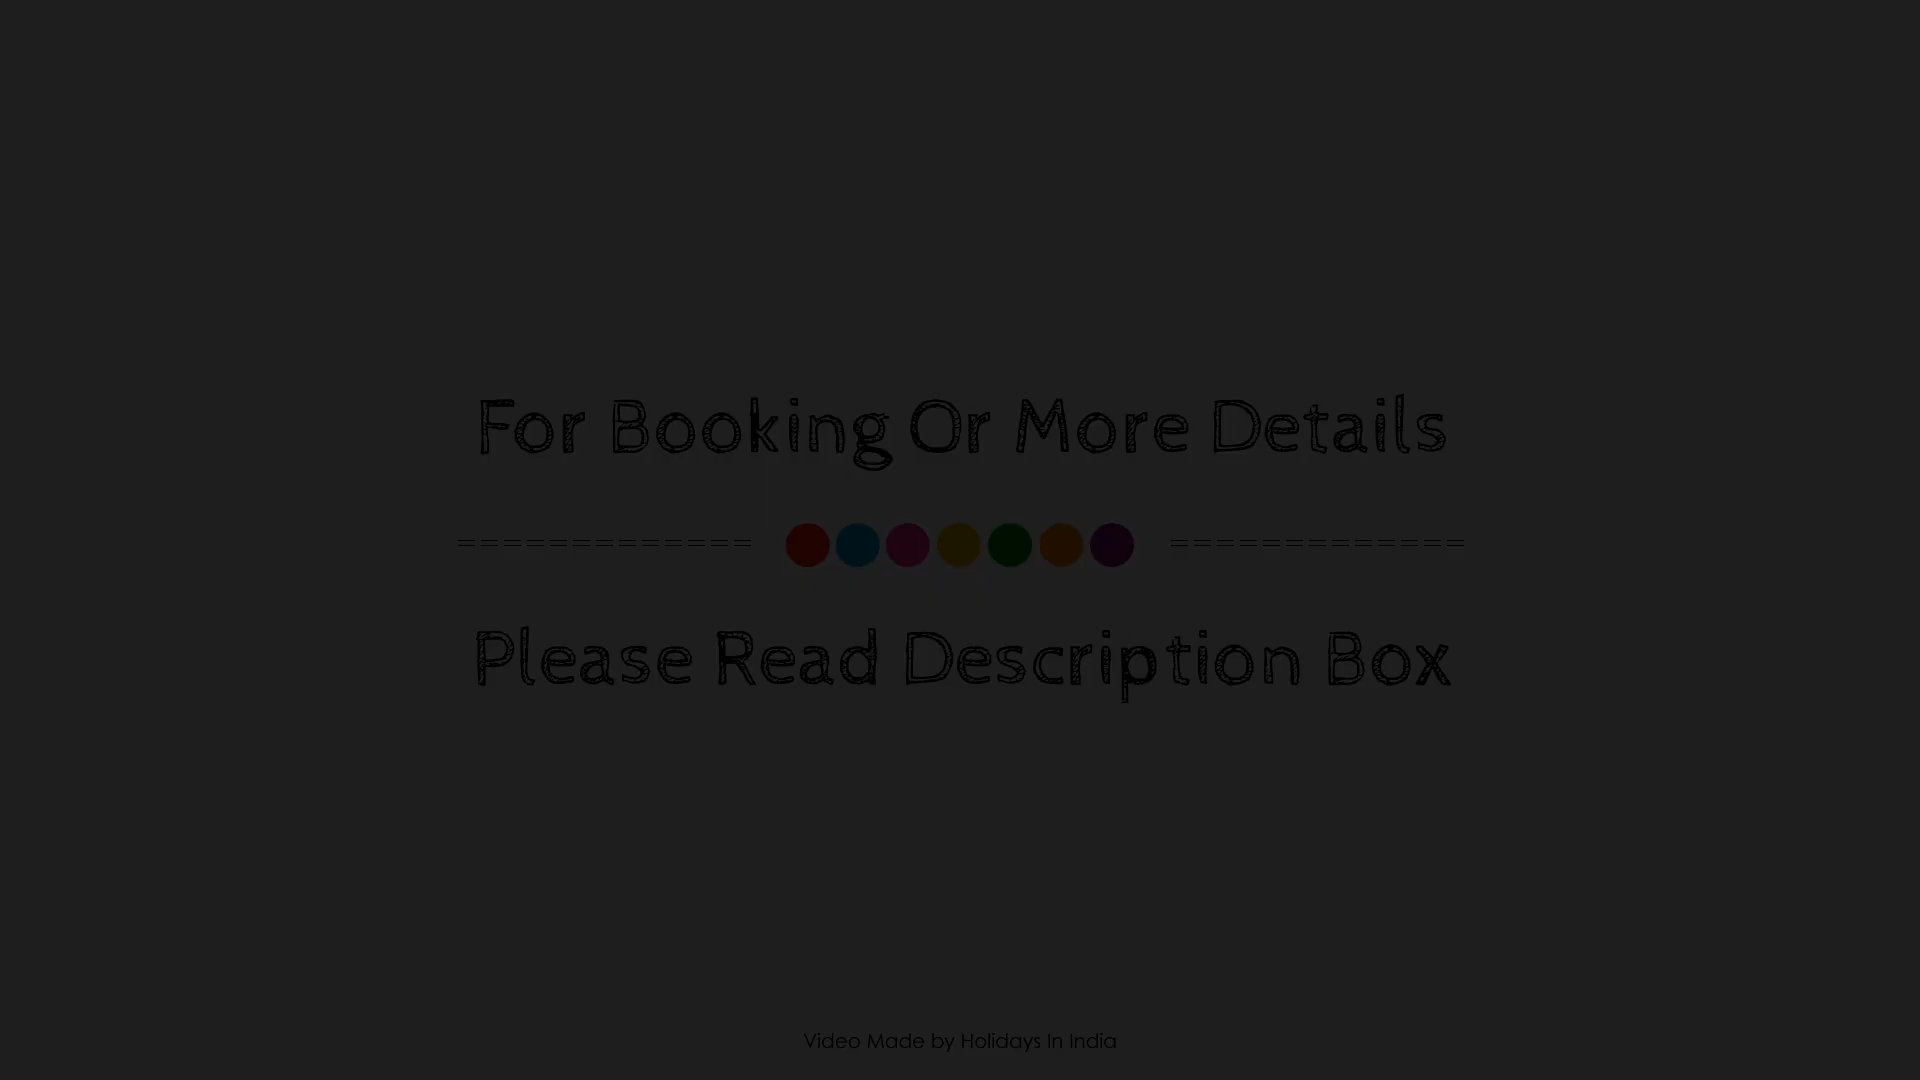 For Booking Or More Details
============= =============
Please Read Description Box
Video Made by Holidays In India